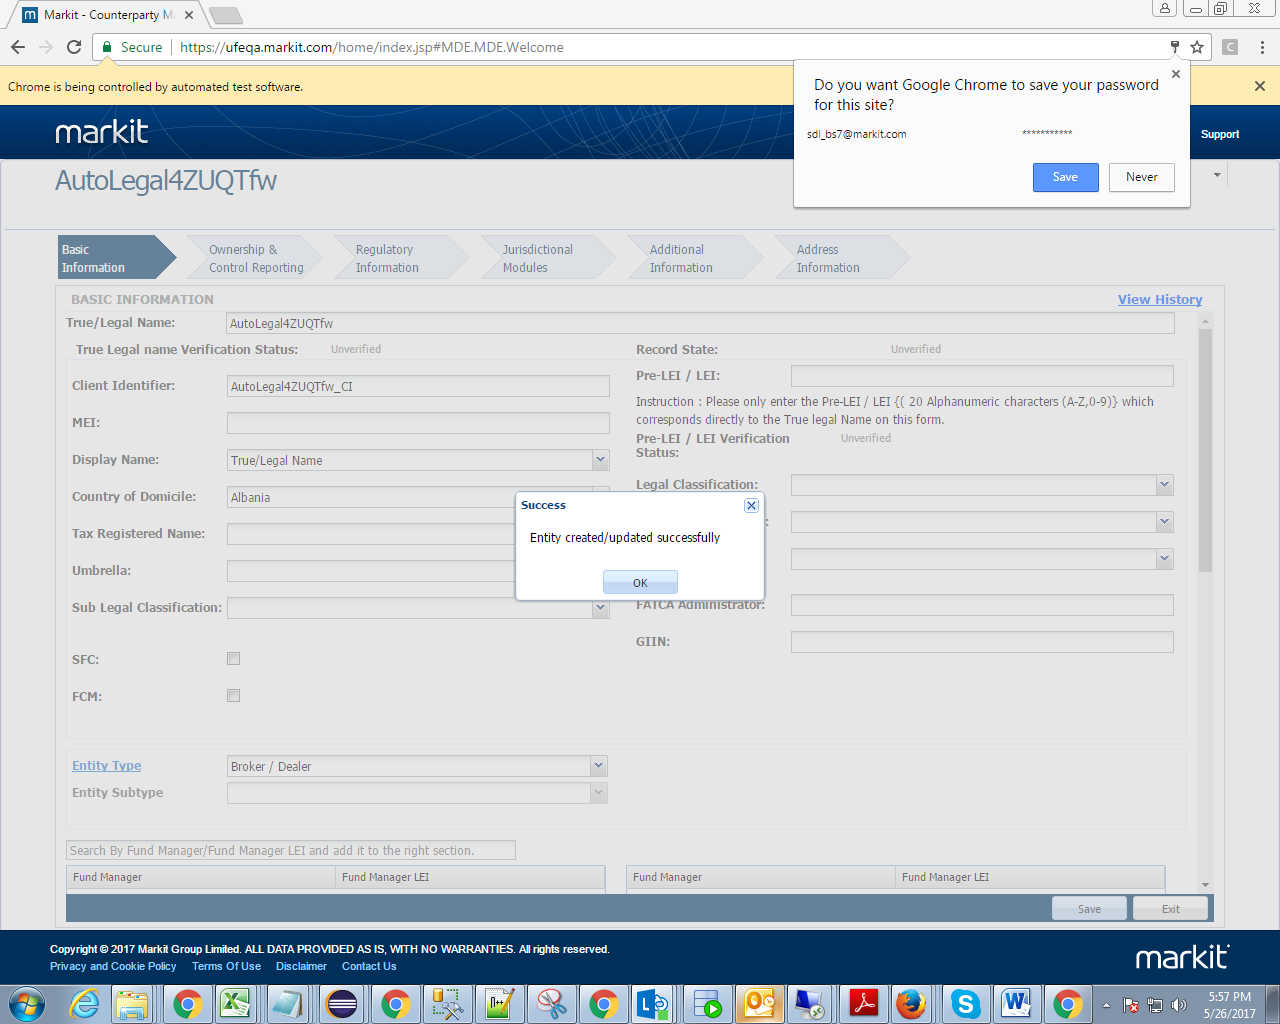 Markit - Counterparty M
Secure
https://ufeqa.markit.com/home/index.jsp#MDE.MDE.Welcome
Chrome is being controlled by automated test software.
Do you want Google Chrome to save your password
for this site?
sdl_bs7@markit.com ***********
Save Never
markit
Support
AutoLegal4ZUQTfw
Basic
Information
Ownership &
Control Reporting
Regulatory
Information
Jurisdictional
Modules
Additional
Information
Address
Information
BASIC INFORMATION View History
True/Legal Name: AutoLegal4ZUQTfw
True Legal name Verification Status: Unverified
Record State: Unverified
Client Identifier: AutoLegal4ZUQTfw_CI
MEI:
Display Name: True/Legal Name
Country of Domicile: Albania
Tax Registered Name:
Umbrella:
Sub Legal Classification:
SFC:
FCM:
Pre-LEI / LEI:
Instruction : Please only enter the Pre-LEI / LEI {( 20 Alphanumeric characters (A-Z,0-9)} which
corresponds directly to the True legal Name on this form.
Pre-LEI / LEI Verification
Status:
Unverified
Legal Classification:
FATCA Administrator:
GIIN:
Success
Entity created/updated successfully
OK
Entity Type Broker / Dealer
Entity Subtype
Search By Fund Manager/Fund Manager LEI and add it to the right section.
Fund Manager Fund Manager LEI Fund Manager Fund Manager LEI
Save Exit
Copyright © 2017 Markit Group Limited. ALL DATA PROVIDED AS IS, WITH NO WARRANTIES. All rights reserved.
Privacy and Cookie Policy Terms Of Use Disclaimer Contact Us
markit
5:57 PM
5/26/2017